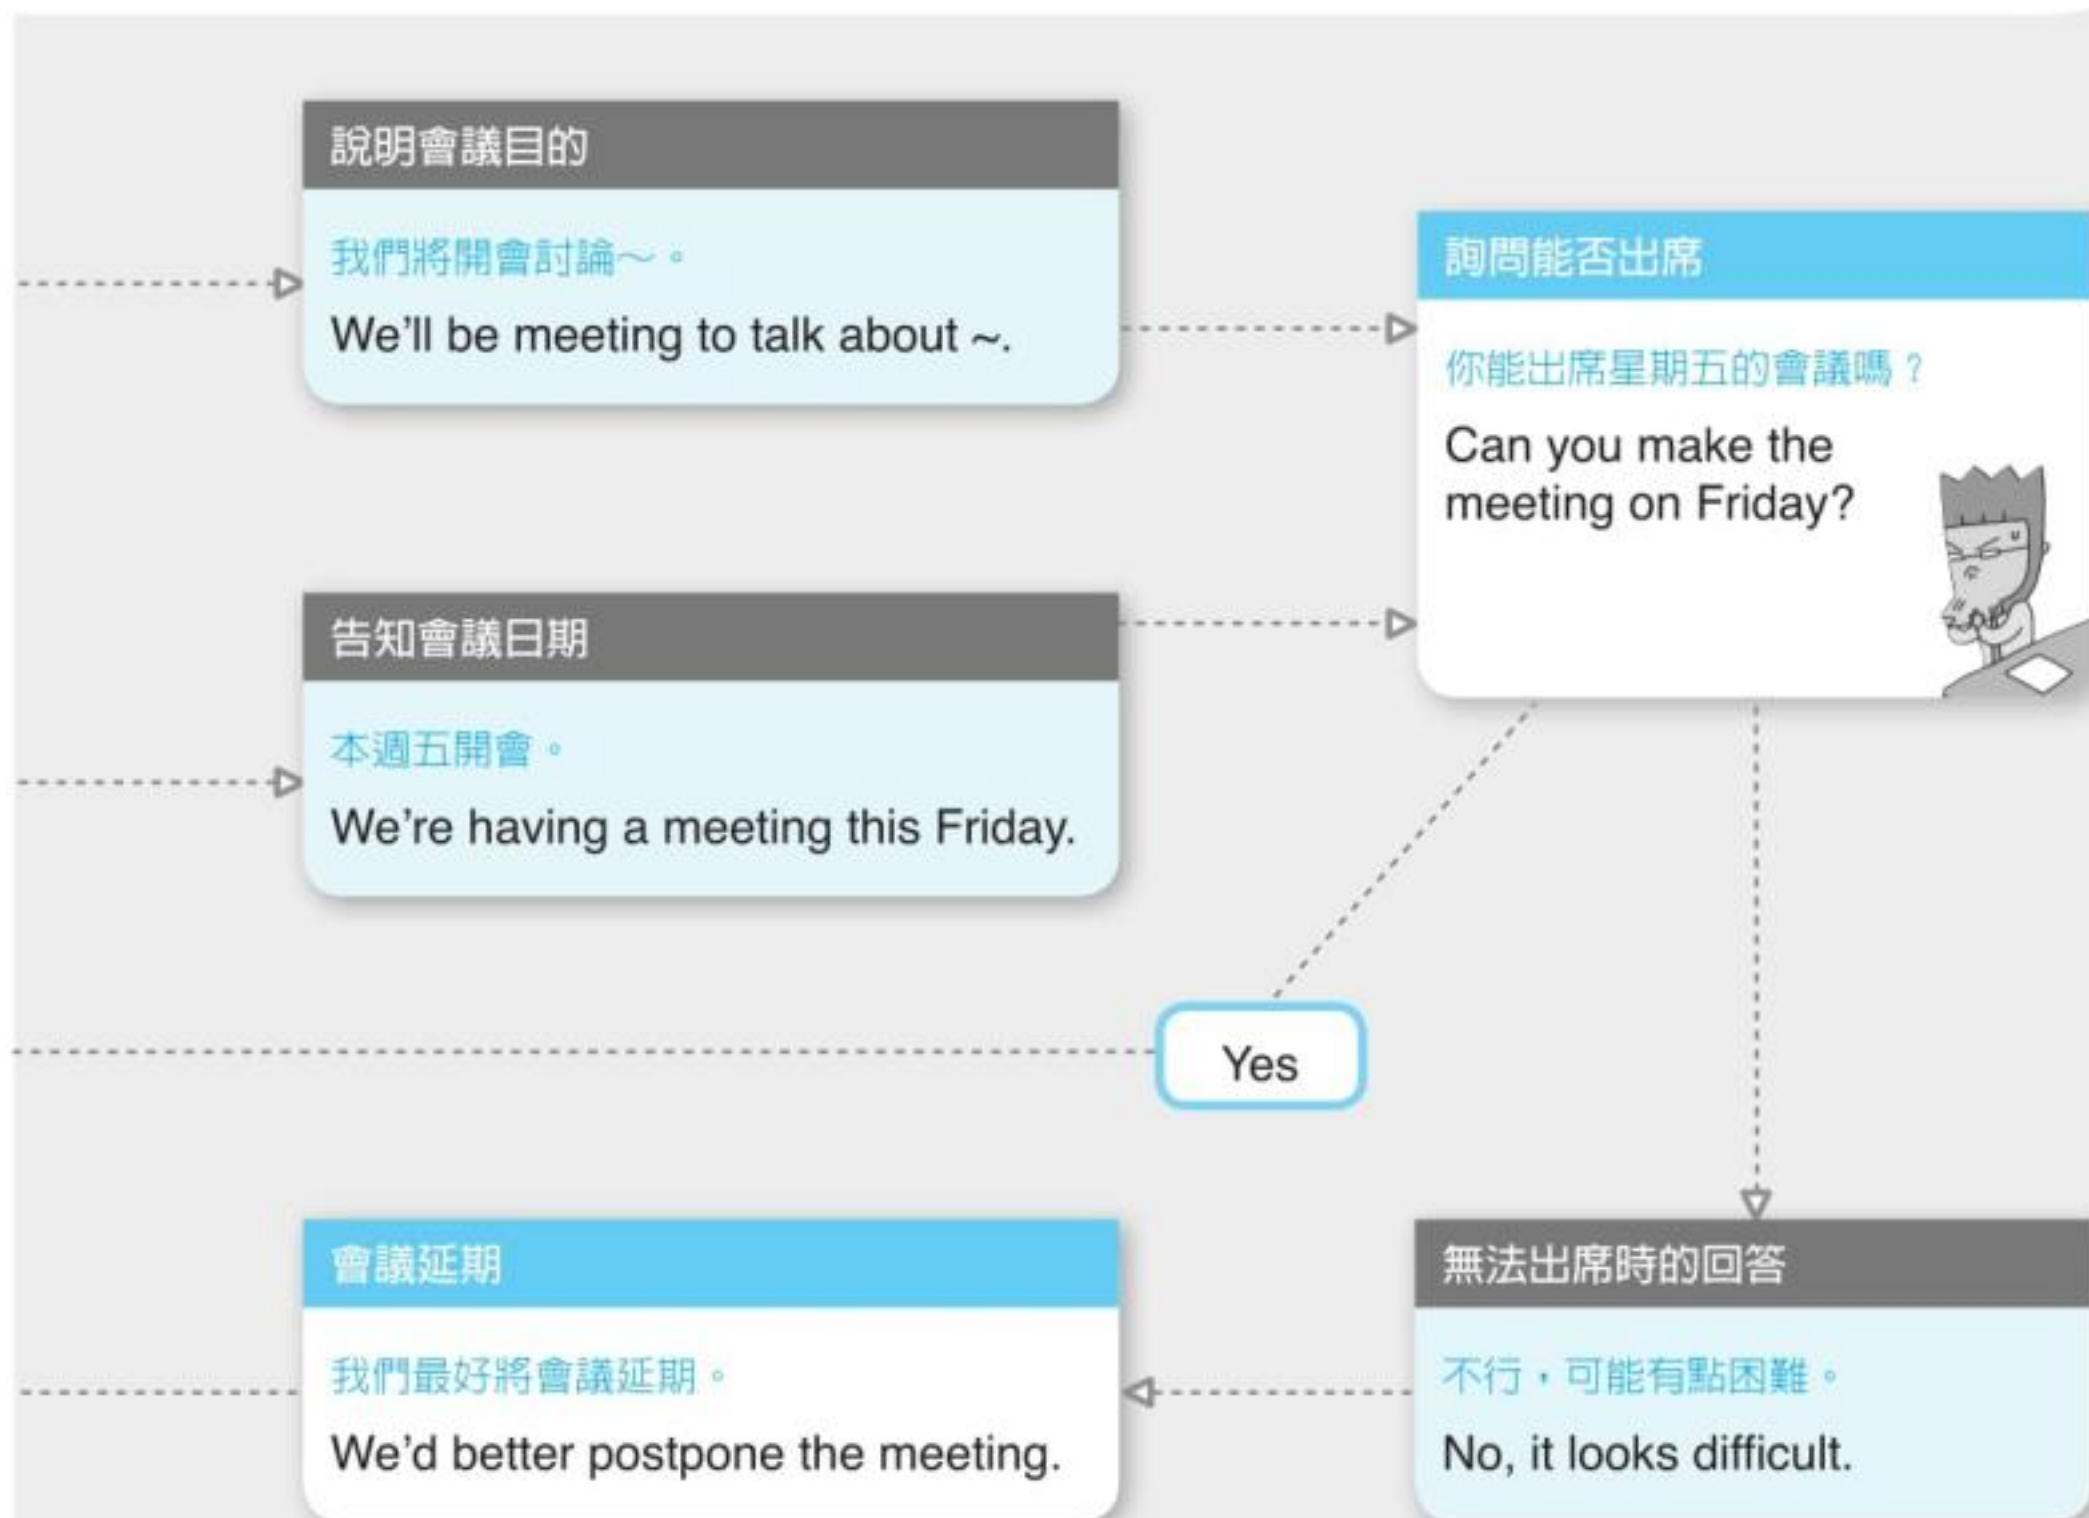 說明會議目的
我們將開會討論～。
We'll be meeting to talk about ~.
詢問能否出席
你能出席星期五的會議嗎？
Can you make the
meeting on Friday?
告知會議日期
本週五開會。
We're having a meeting this Friday.
Yes
會議延期
我們最好將會議延期。
We'd better postpone the meeting.
無法出席時的回答
不行，可能有點困難。
No, it looks difficult.